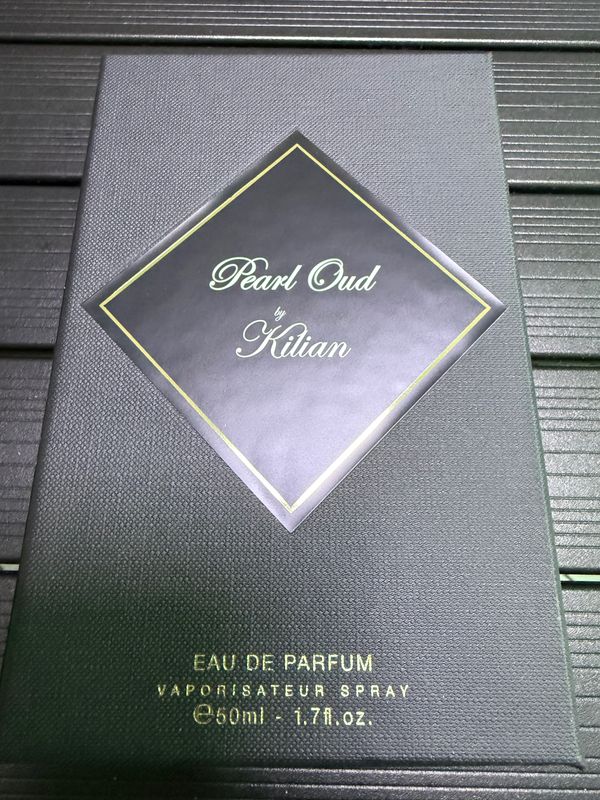 Pearl Oud
by
Kilian
EAU DE PARFUM
VAPORISATEUR SPRAY
℮50ml - 1.7fl.oz.